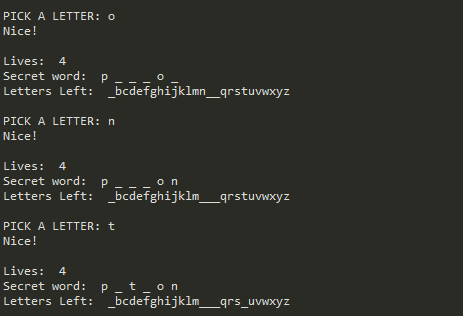 PICK A LETTER: o
Nice!
Lives:  4
Secret word:  p _ _ _ o _
Letters Left:  _bcdefghijklmn__qrstuvwxyz
PICK A LETTER: n
Nice!
Lives:  4
Secret word:  p _ _ _ o n
Letters Left:  _bcdefghijklm___qrstuvwxyz
PICK A LETTER: t
Nice!
Lives:  4
Secret word:  p _ t _ o n
Letters Left:  _bcdefghijklm___qrs_uvwxyz